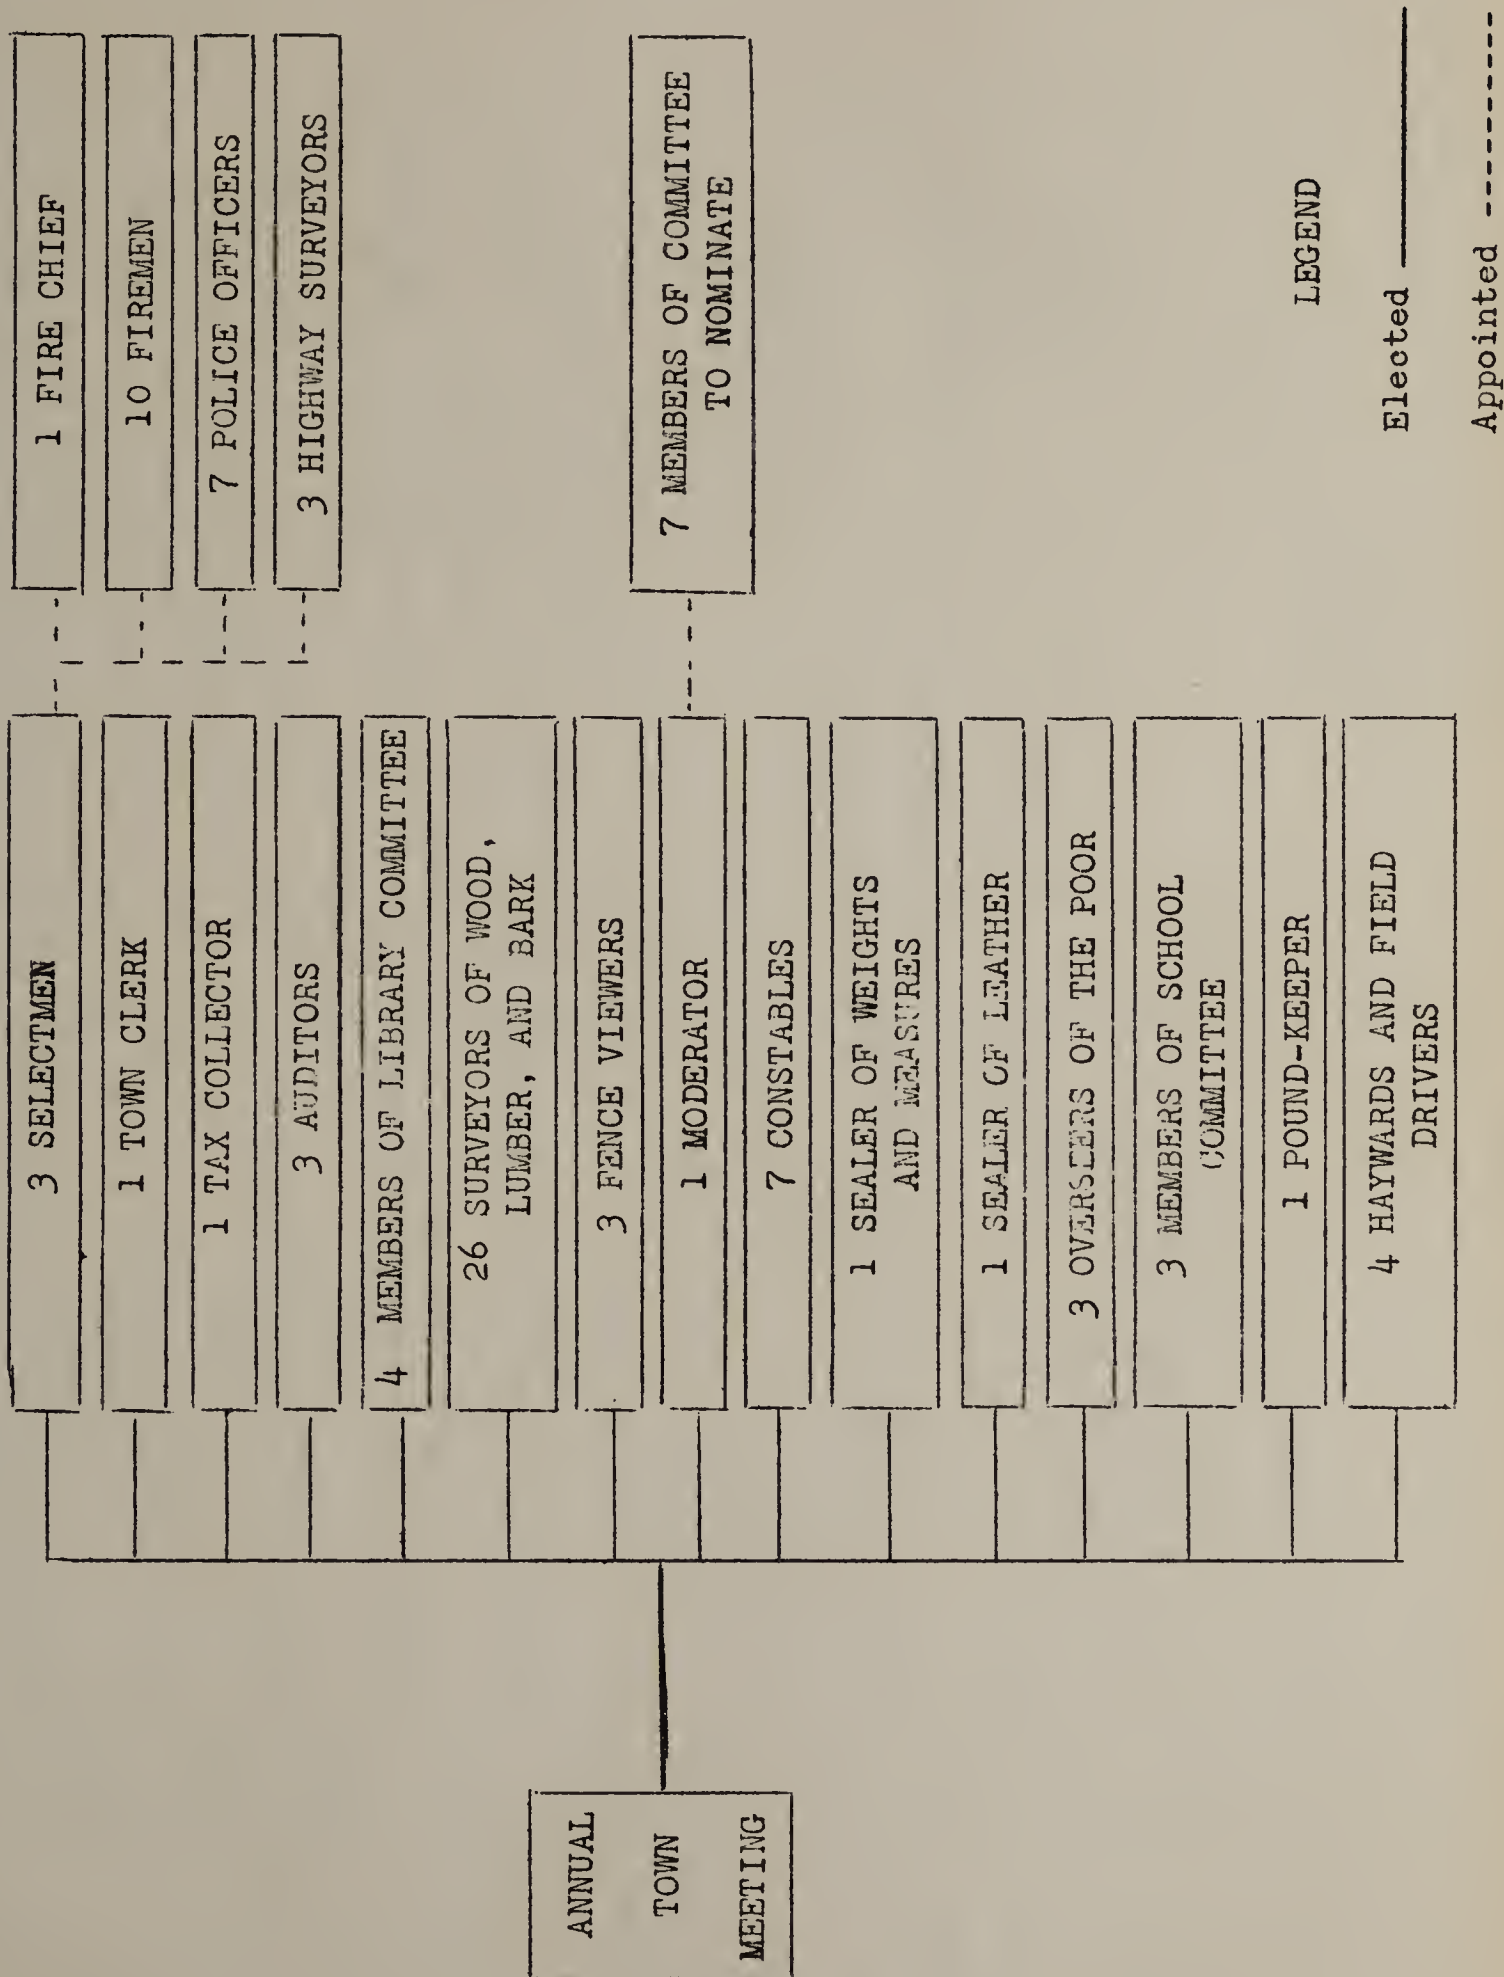 ANNUAL
TOWN
MEETING
3 SELECTMEN
1 TOWN CLERK
1 TAX COLLECTOR
3 AUDITORS
4 MEMBERS OF LIBRARY COMMITTEE
26 SURVEYORS OF WOOD,
LUMBER, AND BARK
3 FENCE VIEWERS
1 MODERATOR
7 CONSTABLES
1 SEALER OF WEIGHTS
AND MEASURES
1 SEALER OF LEATHER
3 OVERSEERS OF THE POOR
3 MEMBERS OF SCHOOL
COMMITTEE
1 POUND-KEEPER
4 HAYWARDS AND FIELD
DRIVERS
1 FIRE CHIEF
10 FIREMEN
7 POLICE OFFICERS
3 HIGHWAY SURVEYORS
7 MEMBERS OF COMMITTEE
TO NOMINATE
LEGEND
Elected
Appointed